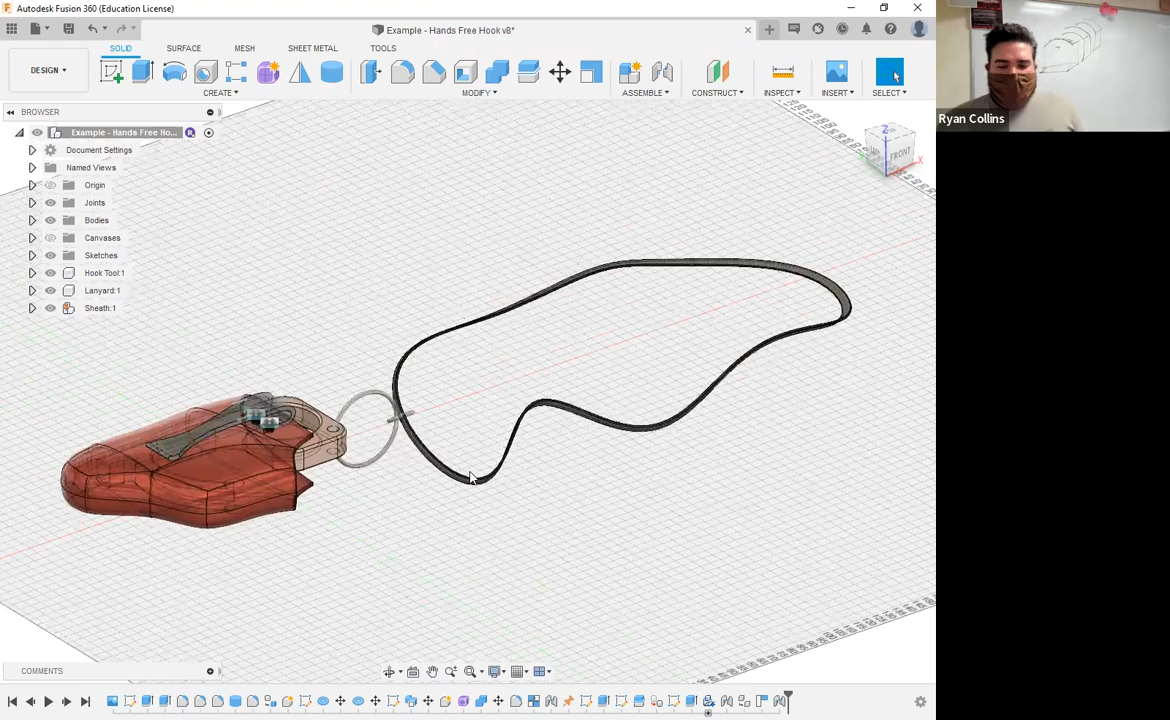 Autodesk Fusion 360 (Education License)
Example - Hands Free Hook v8*
DESIGN
SOLID
SURFACE
MESH
SHEET METAL
TOOLS
CREATE
MODIFY
ASSEMBLE
CONSTRUCT
INSPECT
INSERT
SELECT
BROWSER
Example - Hands Free Ho...
R
Document Settings
Named Views
Origin
Joints
Bodies
Canvases
Sketches
Hook Tool:1
Lanyard:1
Sheath:1
Z
X
FRONT
Ryan Collins
COMMENTS